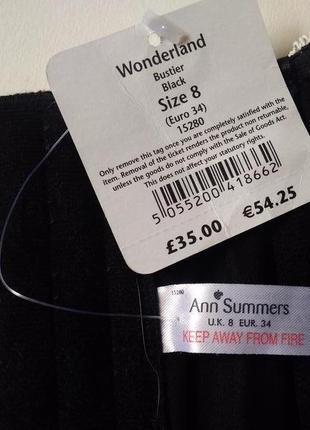 Wonderland
Bustier
Black
Size 8
(Euro 34)
15280
Only remove this tag once you are completely satisfied with the
item. Removal of the ticket renders the product non returnable,
unless the goods do not comply with the Sale of Goods Act.
This does not affect your statutory rights.
5 055200 418662
£35.00 €54.25
15280
Ann Summers
U.K. 8 EUR. 34
KEEP AWAY FROM FIRE